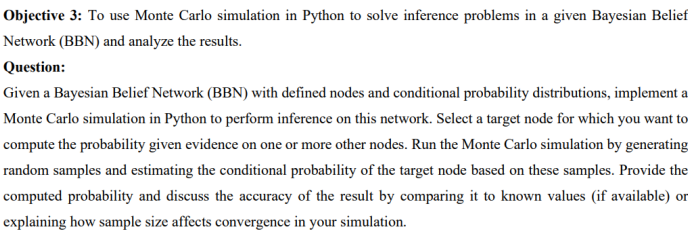 Objective 3: To use Monte Carlo simulation in Python to solve inference problems in a given Bayesian Belief
Network (BBN) and analyze the results.
Question:
Given a Bayesian Belief Network (BBN) with defined nodes and conditional probability distributions, implement a
Monte Carlo simulation in Python to perform inference on this network. Select a target node for which you want to
compute the probability given evidence on one or more other nodes. Run the Monte Carlo simulation by generating
random samples and estimating the conditional probability of the target node based on these samples. Provide the
computed probability and discuss the accuracy of the result by comparing it to known values (if available) or
explaining how sample size affects convergence in your simulation.